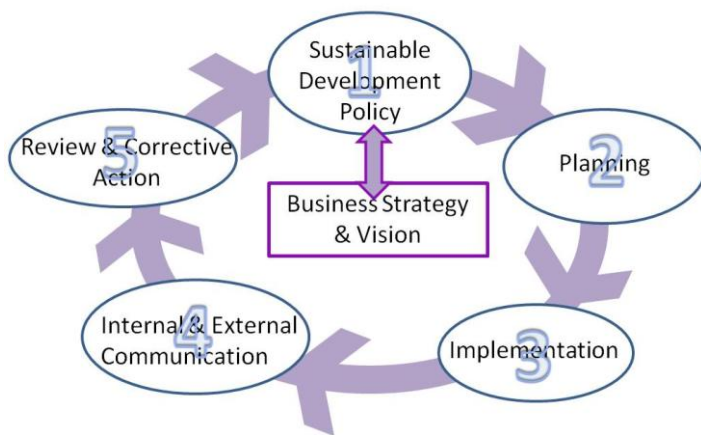 1
Sustainable
Development
Policy
2
Planning
3
Implementation
4
Internal & External
Communication
5
Review & Corrective
Action
Business Strategy
& Vision